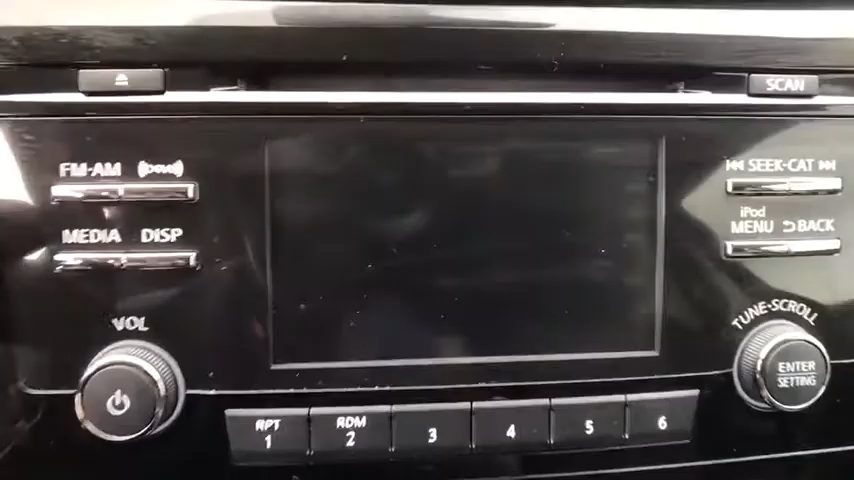 SCAN
FM·AM
SEEK·CAT
MEDIA DISP
iPod
MENU BACK
VOL
TUNE·SCROLL
ENTER
SETTING
RPT RDM
1 2 3 4 5 6